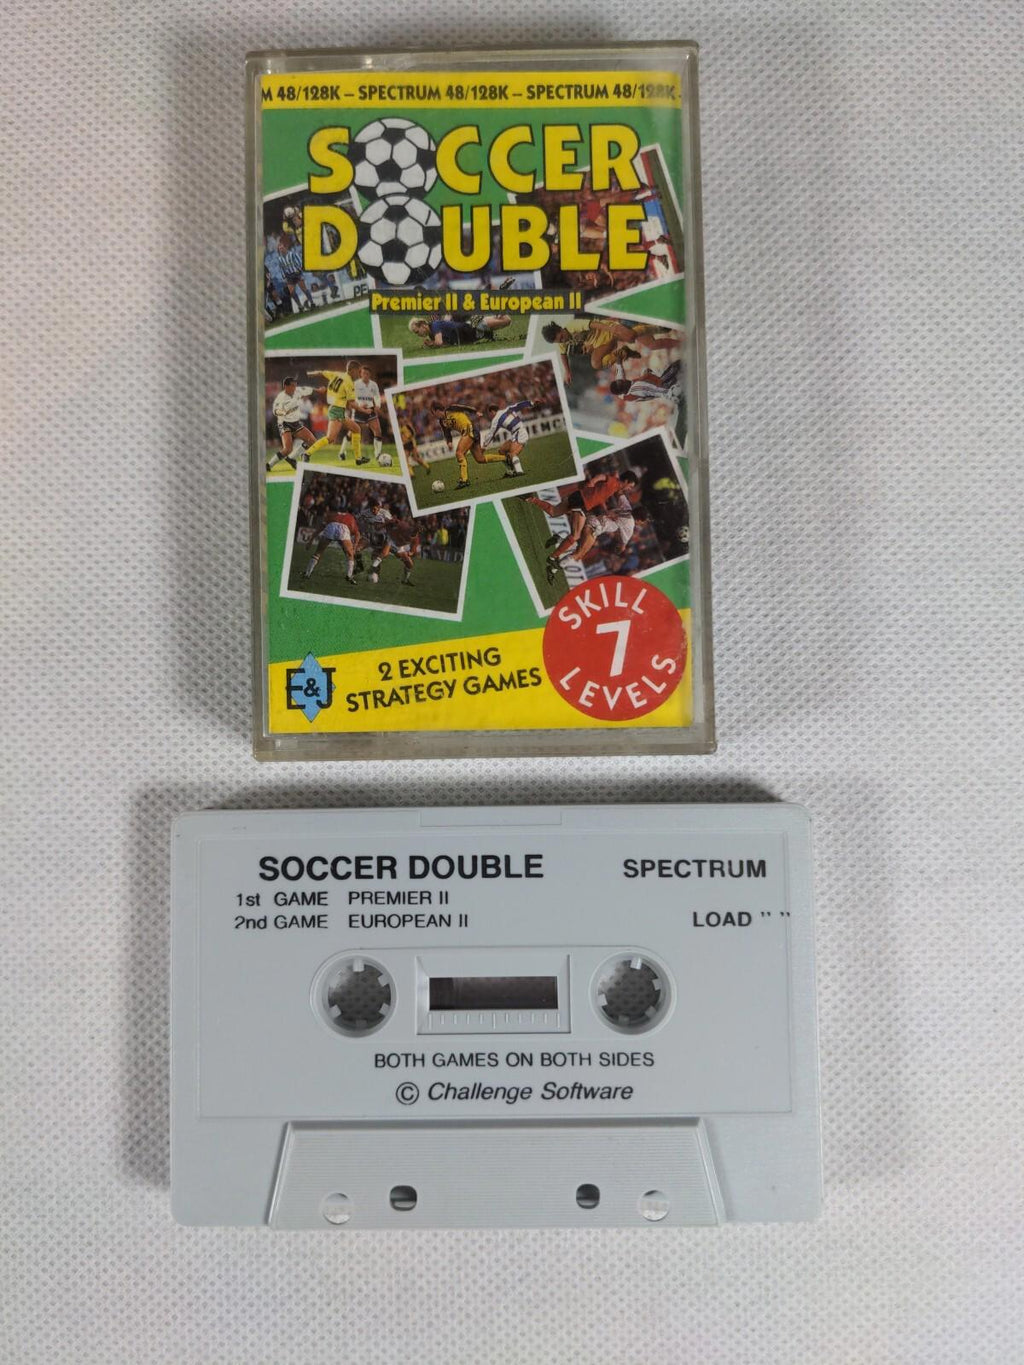 M 48/128K – SPECTRUM 48/128K – SPECTRUM 48/128K
SOCCER
DOUBLE
Premier II & European II
10
SKILL
7
LEVELS
2 EXCITING
STRATEGY GAMES
E&J
SOCCER DOUBLE
SPECTRUM
1st GAME PREMIER II
2nd GAME EUROPEAN II
LOAD " "
BOTH GAMES ON BOTH SIDES
© Challenge Software